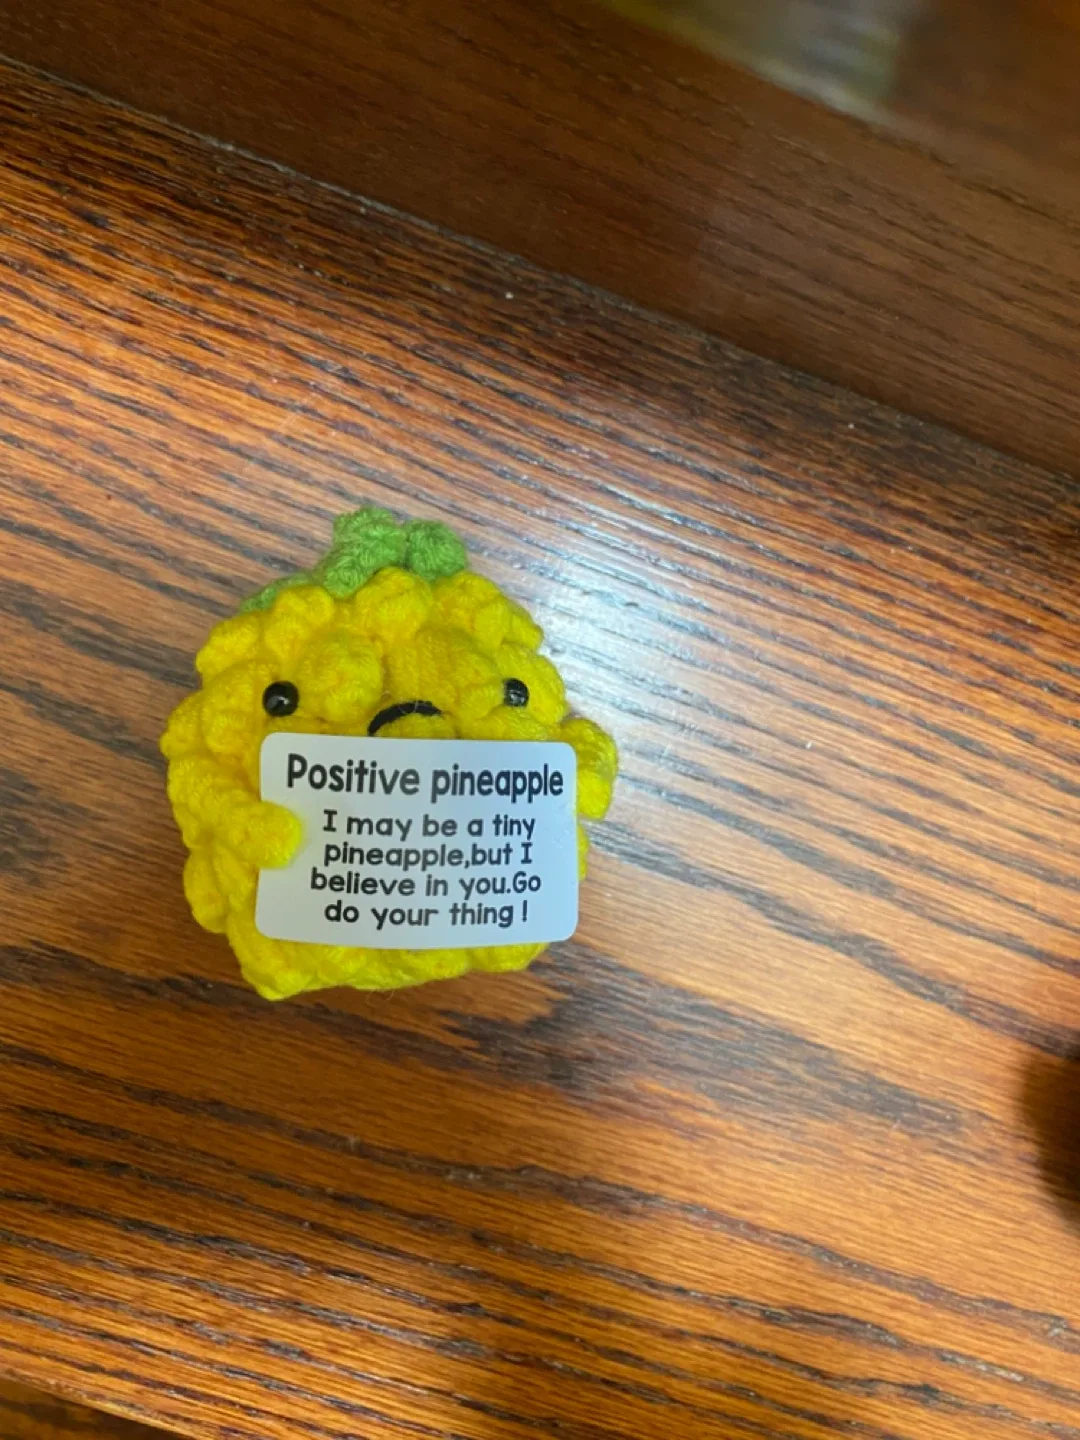 Positive pineapple
I may be a tiny
pineapple,but I
believe in you.Go
do your thing !